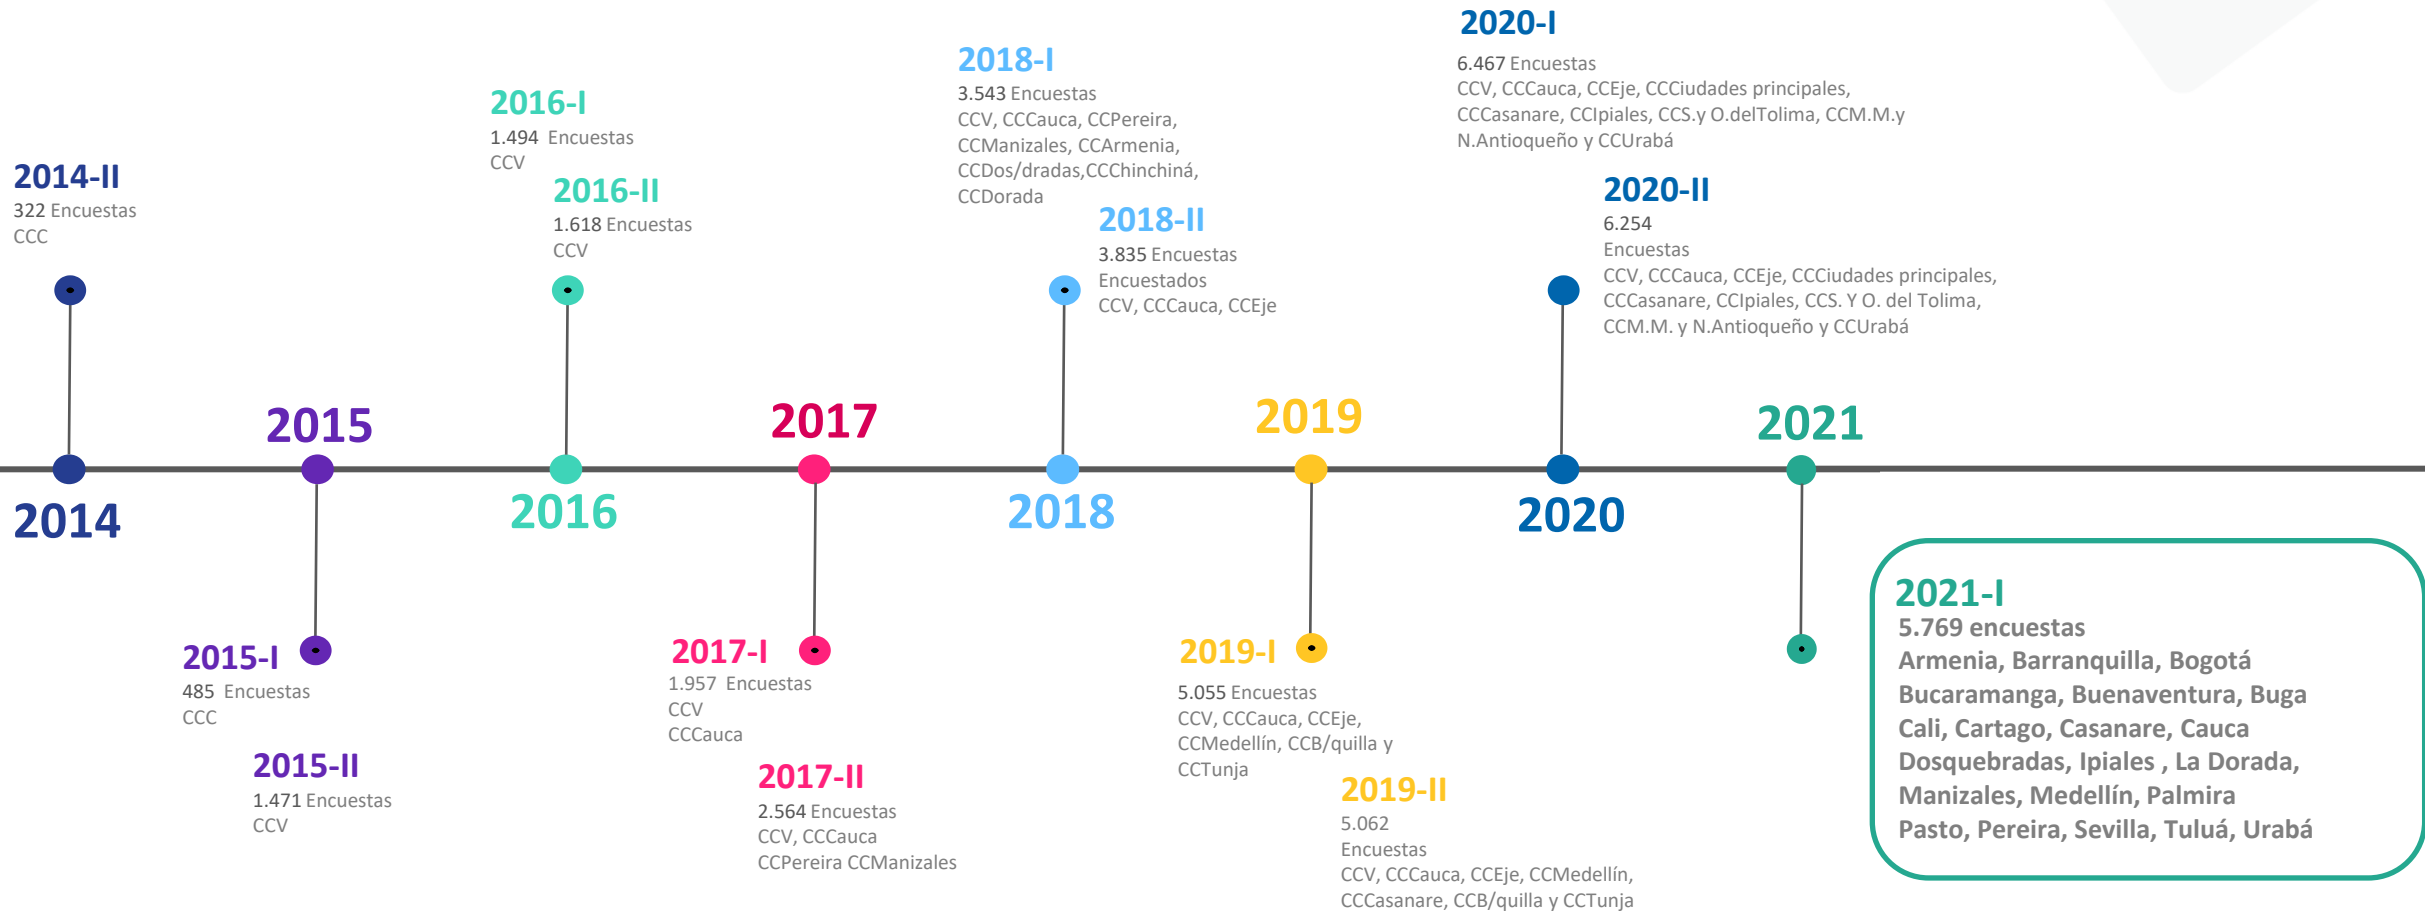 2014-II
322 Encuestas
CCC
2014
2015
2015-I
485 Encuestas
CCC
2015-II
1.471 Encuestas
CCV
2016-I
1.494 Encuestas
CCV
2016-II
1.618 Encuestas
CCV
2016
2017
2017-I
1.957 Encuestas
CCV
CCCauca
2017-II
2.564 Encuestas
CCV, CCCauca
CCPereira CCManizales
2018-I
3.543 Encuestas
CCV, CCCauca, CCPereira,
CCManizales, CCArmenia,
CCDos/dradas,CCChinchiná,
CCDorada
2018-II
3.835 Encuestas
Encuestados
CCV, CCCauca, CCEje
2018
2019
2019-I
5.055 Encuestas
CCV, CCCauca, CCEje,
CCMedellín, CCB/quilla y
CCTunja
2019-II
5.062
Encuestas
CCV, CCCauca, CCEje, CCMedellín,
CCCasanare, CCB/quilla y CCTunja
2020-I
6.467 Encuestas
CCV, CCCauca, CCEje, CCCiudades principales,
CCCasanare, CCIpiales, CCS.y O.delTolima, CCM.M.y
N.Antioqueño y CCUrabá
2020-II
6.254
Encuestas
CCV, CCCauca, CCEje, CCCiudades principales,
CCCasanare, CCIpiales, CCS. Y O. del Tolima,
CCM.M. y N.Antioqueño y CCUrabá
2020
2021
2021-I
5.769 encuestas
Armenia, Barranquilla, Bogotá
Bucaramanga, Buenaventura, Buga
Cali, Cartago, Casanare, Cauca
Dosquebradas, Ipiales , La Dorada,
Manizales, Medellín, Palmira
Pasto, Pereira, Sevilla, Tuluá, Urabá